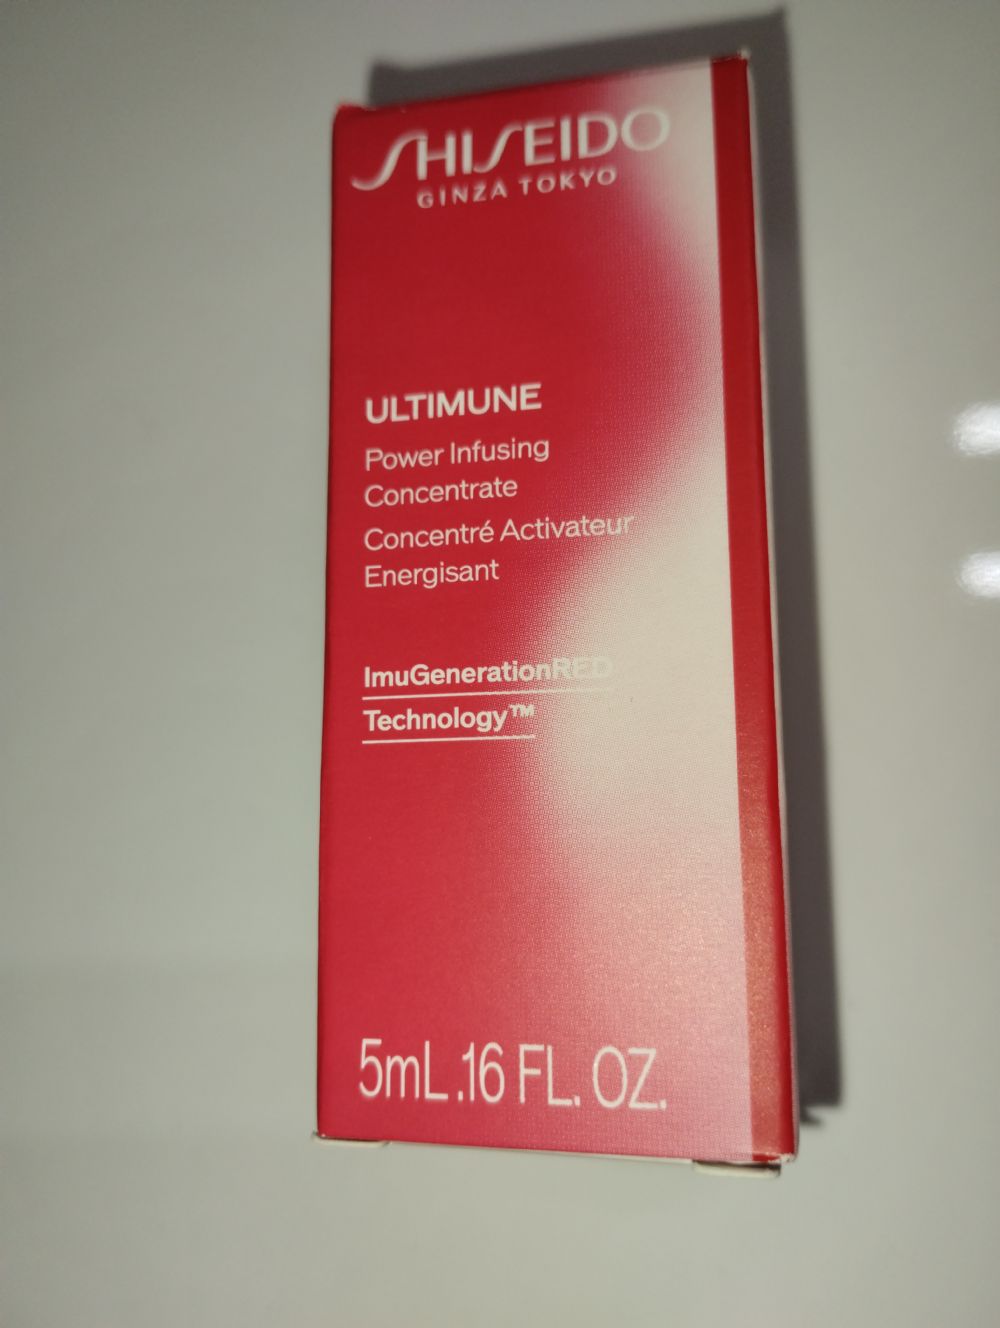 SHISEIDO
GINZA TOKYO
ULTIMUNE
Power Infusing
Concentrate
Concentré Activateur
Energisant
ImuGenerationRED
Technology™
5mL .16 FL. OZ.